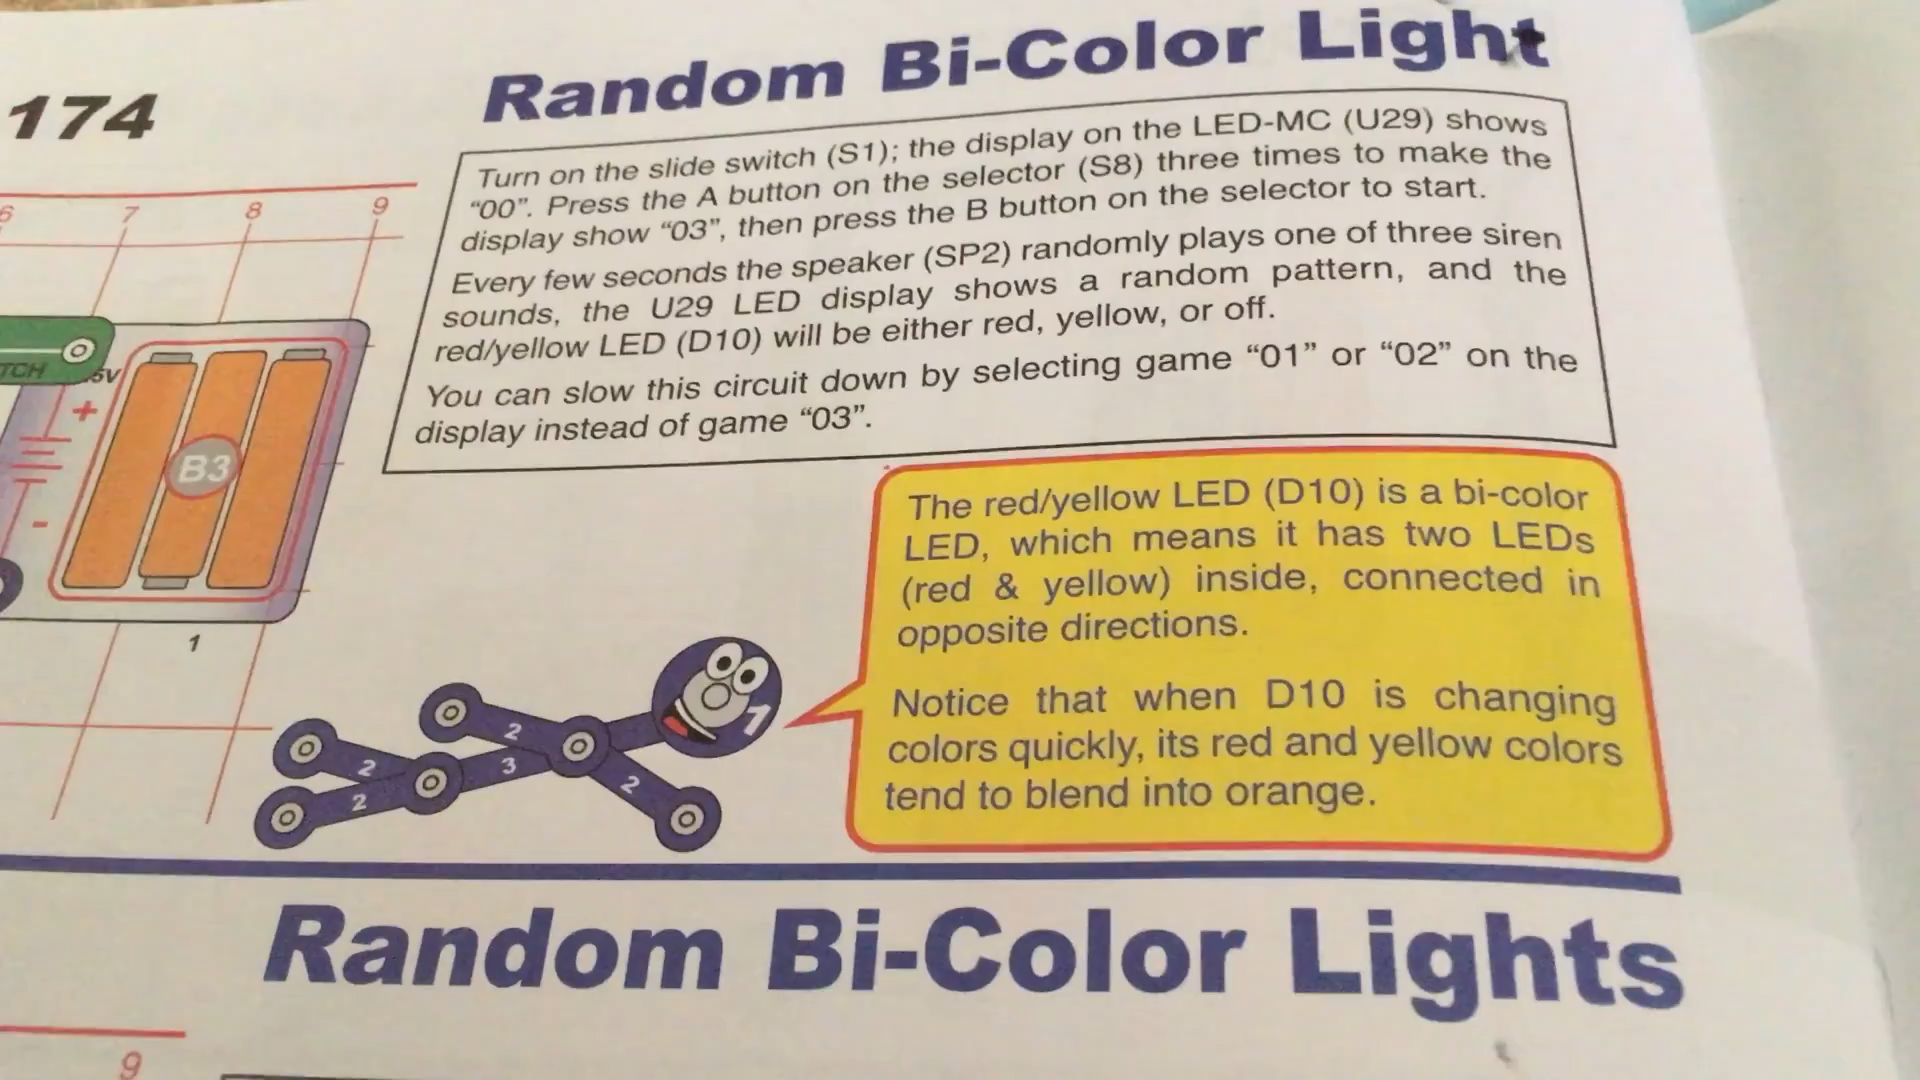 Random Bi-Color Light
174
Turn on the slide switch (S1); the display on the LED-MC (U29) shows
“00”. Press the A button on the selector (S8) three times to make the
display show “03”, then press the B button on the selector to start.
Every few seconds the speaker (SP2) randomly plays one of three siren
sounds, the U29 LED display shows a random pattern, and the
red/yellow LED (D10) will be either red, yellow, or off.
You can slow this circuit down by selecting game “01” or “02” on the
display instead of game “03”.
6 7 8 9
TCH
5V
+
B3
-
1
The red/yellow LED (D10) is a bi-color
LED, which means it has two LEDs
(red & yellow) inside, connected in
opposite directions.
Notice that when D10 is changing
colors quickly, its red and yellow colors
tend to blend into orange.
2
2
3
2
2
1
Random Bi-Color Lights
9